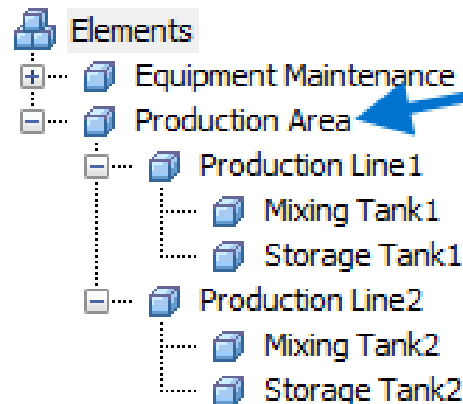 Elements
Equipment Maintenance
Production Area
Production Line1
Mixing Tank1
Storage Tank1
Production Line2
Mixing Tank2
Storage Tank2